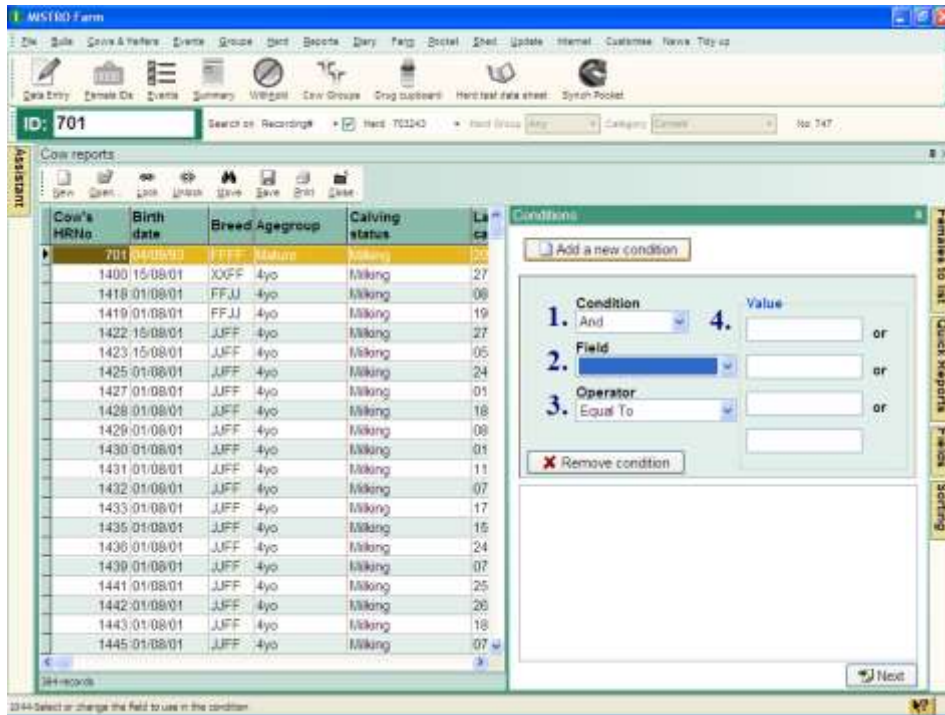 MISTRO Farm
File Bulls Cows & Heifers Events Groups Herd Reports Diary Farm Pocket Shed Update Internet Customise News Tidy up
Data Entry Female IDs Events Summary Withhold Cow Groups Drug cupboard Herd test data sheet Synch Pocket
ID: 701 Search on Recording# Herd 703243 Herd Group Any Category Current No: 747
Assistant
Cow reports
New Open Lock Unlock Move Save Print Close
Cow's HRNo Birth date Breed Agegroup Calving status La ca
701 04/09/93 FFFF Mature Milking 20
1400 15/08/01 XXFF 4yo Milking 27
1418 01/08/01 FFJJ 4yo Milking 08
1419 01/08/01 FFJJ 4yo Milking 19
1422 15/08/01 JJFF 4yo Milking 27
1423 15/08/01 JJFF 4yo Milking 05
1425 01/08/01 JJFF 4yo Milking 24
1427 01/08/01 JJFF 4yo Milking 01
1428 01/08/01 JJFF 4yo Milking 18
1429 01/08/01 JJFF 4yo Milking 08
1430 01/08/01 JJFF 4yo Milking 01
1431 01/08/01 JJFF 4yo Milking 11
1432 01/08/01 JJFF 4yo Milking 07
1433 01/08/01 JJFF 4yo Milking 17
1435 01/08/01 JJFF 4yo Milking 15
1436 01/08/01 JJFF 4yo Milking 24
1439 01/08/01 JJFF 4yo Milking 07
1441 01/08/01 JJFF 4yo Milking 25
1442 01/08/01 JJFF 4yo Milking 26
1443 01/08/01 JJFF 4yo Milking 18
1445 01/08/01 JJFF 4yo Milking 07
records
Conditions
Add a new condition
Condition
1. And
2. Field
3. Operator
Equal To
4. Value
or
or
or
Remove condition
Next
Females to list
Quick Reports
Fields
Sorting
Select or change the field to use in the condition